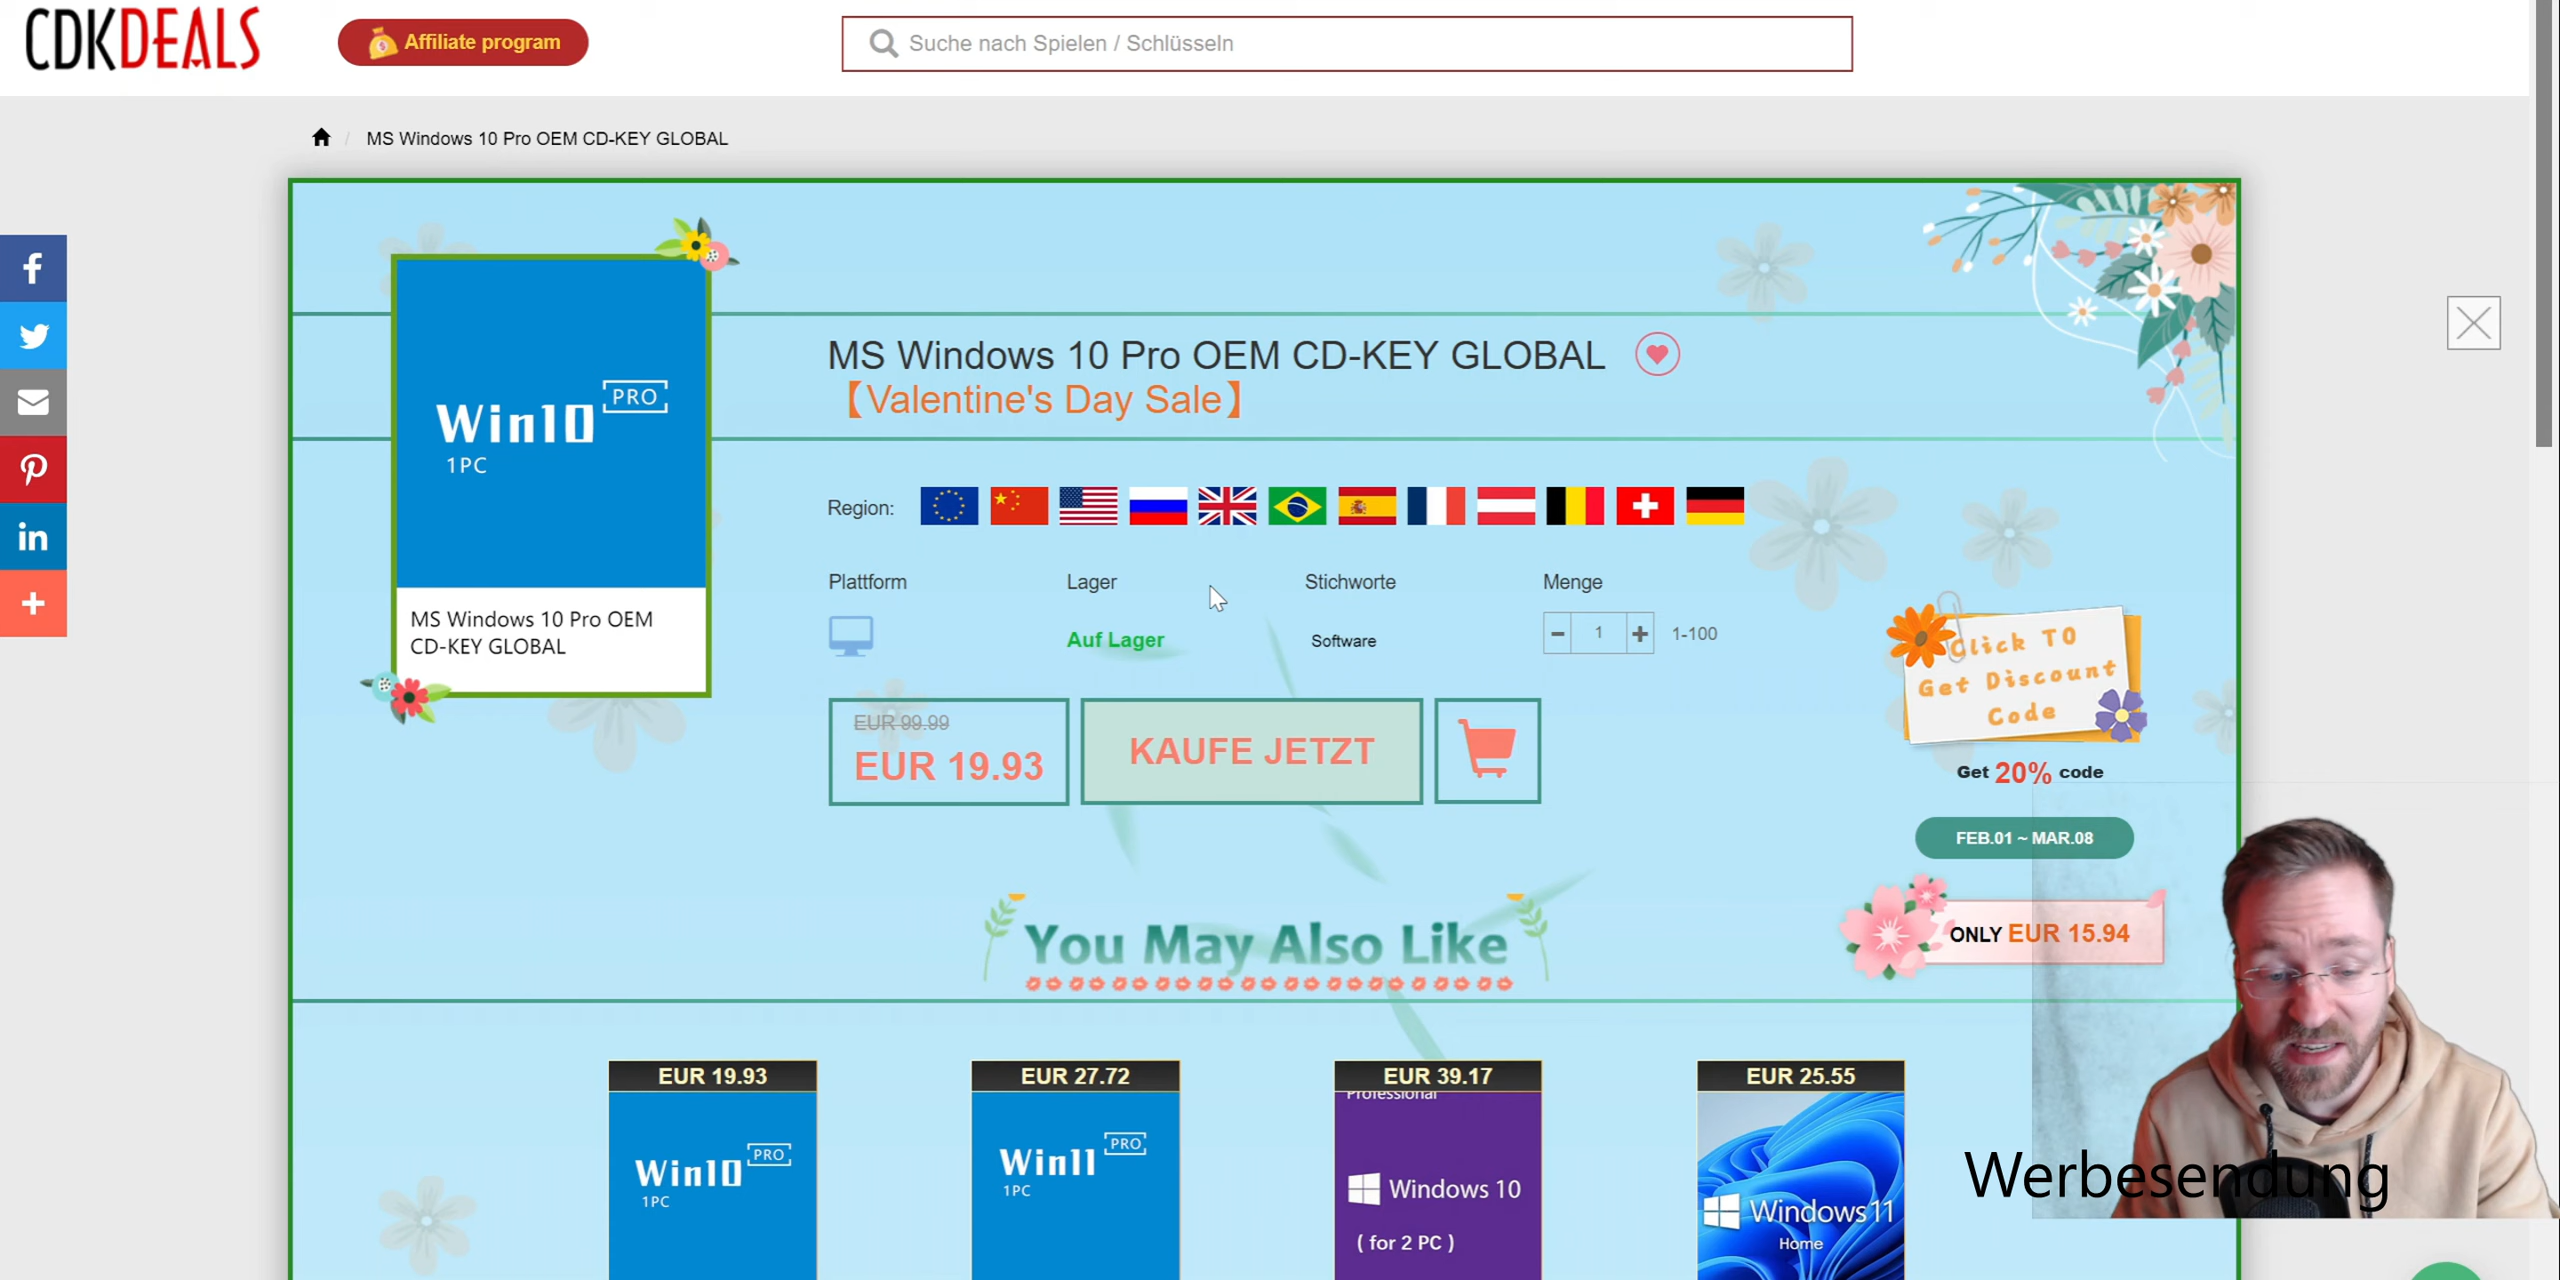 CDKDEALS
Affiliate program
Suche nach Spielen / Schlüsseln
/ MS Windows 10 Pro OEM CD-KEY GLOBAL
Win10 PRO
1PC
MS Windows 10 Pro OEM
CD-KEY GLOBAL
MS Windows 10 Pro OEM CD-KEY GLOBAL
【Valentine's Day Sale】
Region:
Plattform Lager Stichworte Menge
Auf Lager Software 1 1-100
EUR 99.99
EUR 19.93
KAUFE JETZT
Click TO
Get Discount
Code
Get 20% code
FEB.01 ~ MAR.08
ONLY EUR 15.94
You May Also Like
EUR 19.93
Win10 PRO
1PC
EUR 27.72
Win11 PRO
1PC
EUR 39.17
Professional
Windows 10
( for 2 PC )
EUR 25.55
Windows 11
Home
Werbesendung